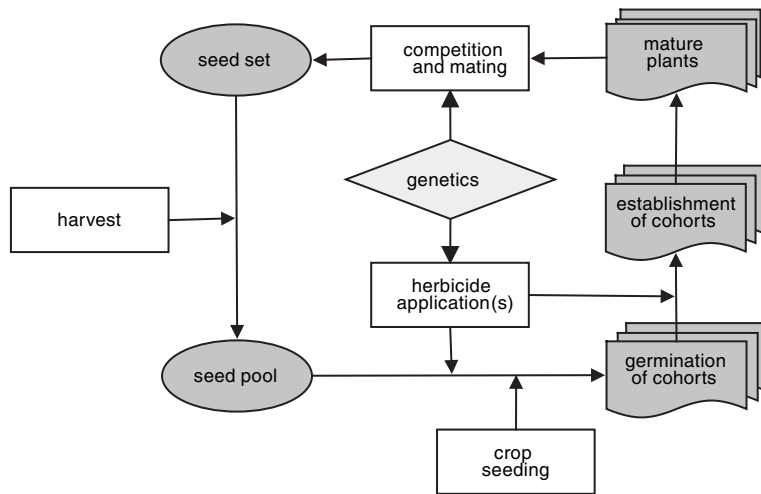 seed set
competition
and mating
mature
plants
genetics
harvest
establishment
of cohorts
herbicide
application(s)
seed pool
germination
of cohorts
crop
seeding